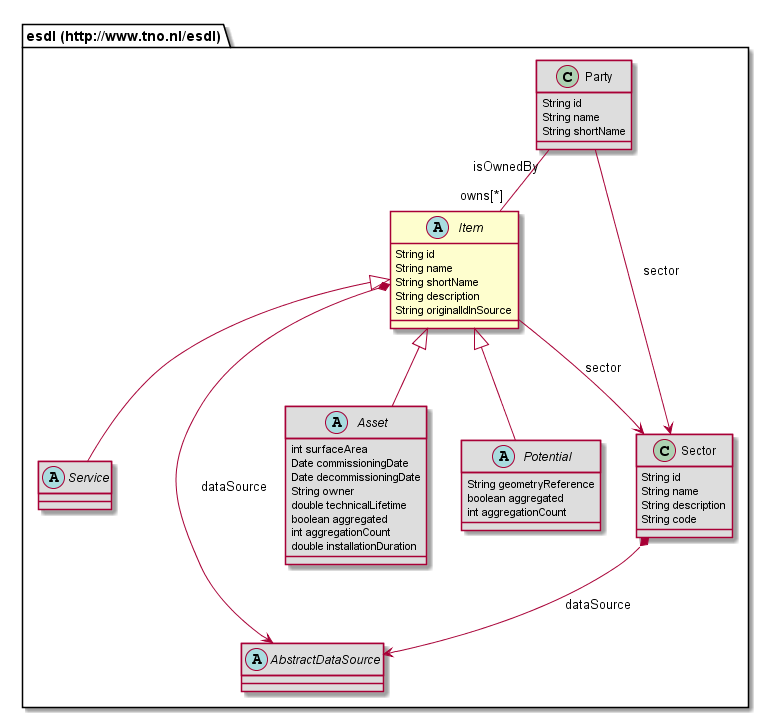 esdl (http://www.tno.nl/esdl)
C Party
String id
String name
String shortName
isOwnedBy
owns[*]
A Item
String id
String name
String shortName
String description
String originalIdInSource
sector
sector
A Service
A Asset
int surfaceArea
Date commissioningDate
Date decommissioningDate
String owner
double technicalLifetime
boolean aggregated
int aggregationCount
double installationDuration
A Potential
String geometryReference
boolean aggregated
int aggregationCount
C Sector
String id
String name
String description
String code
dataSource
dataSource
A AbstractDataSource